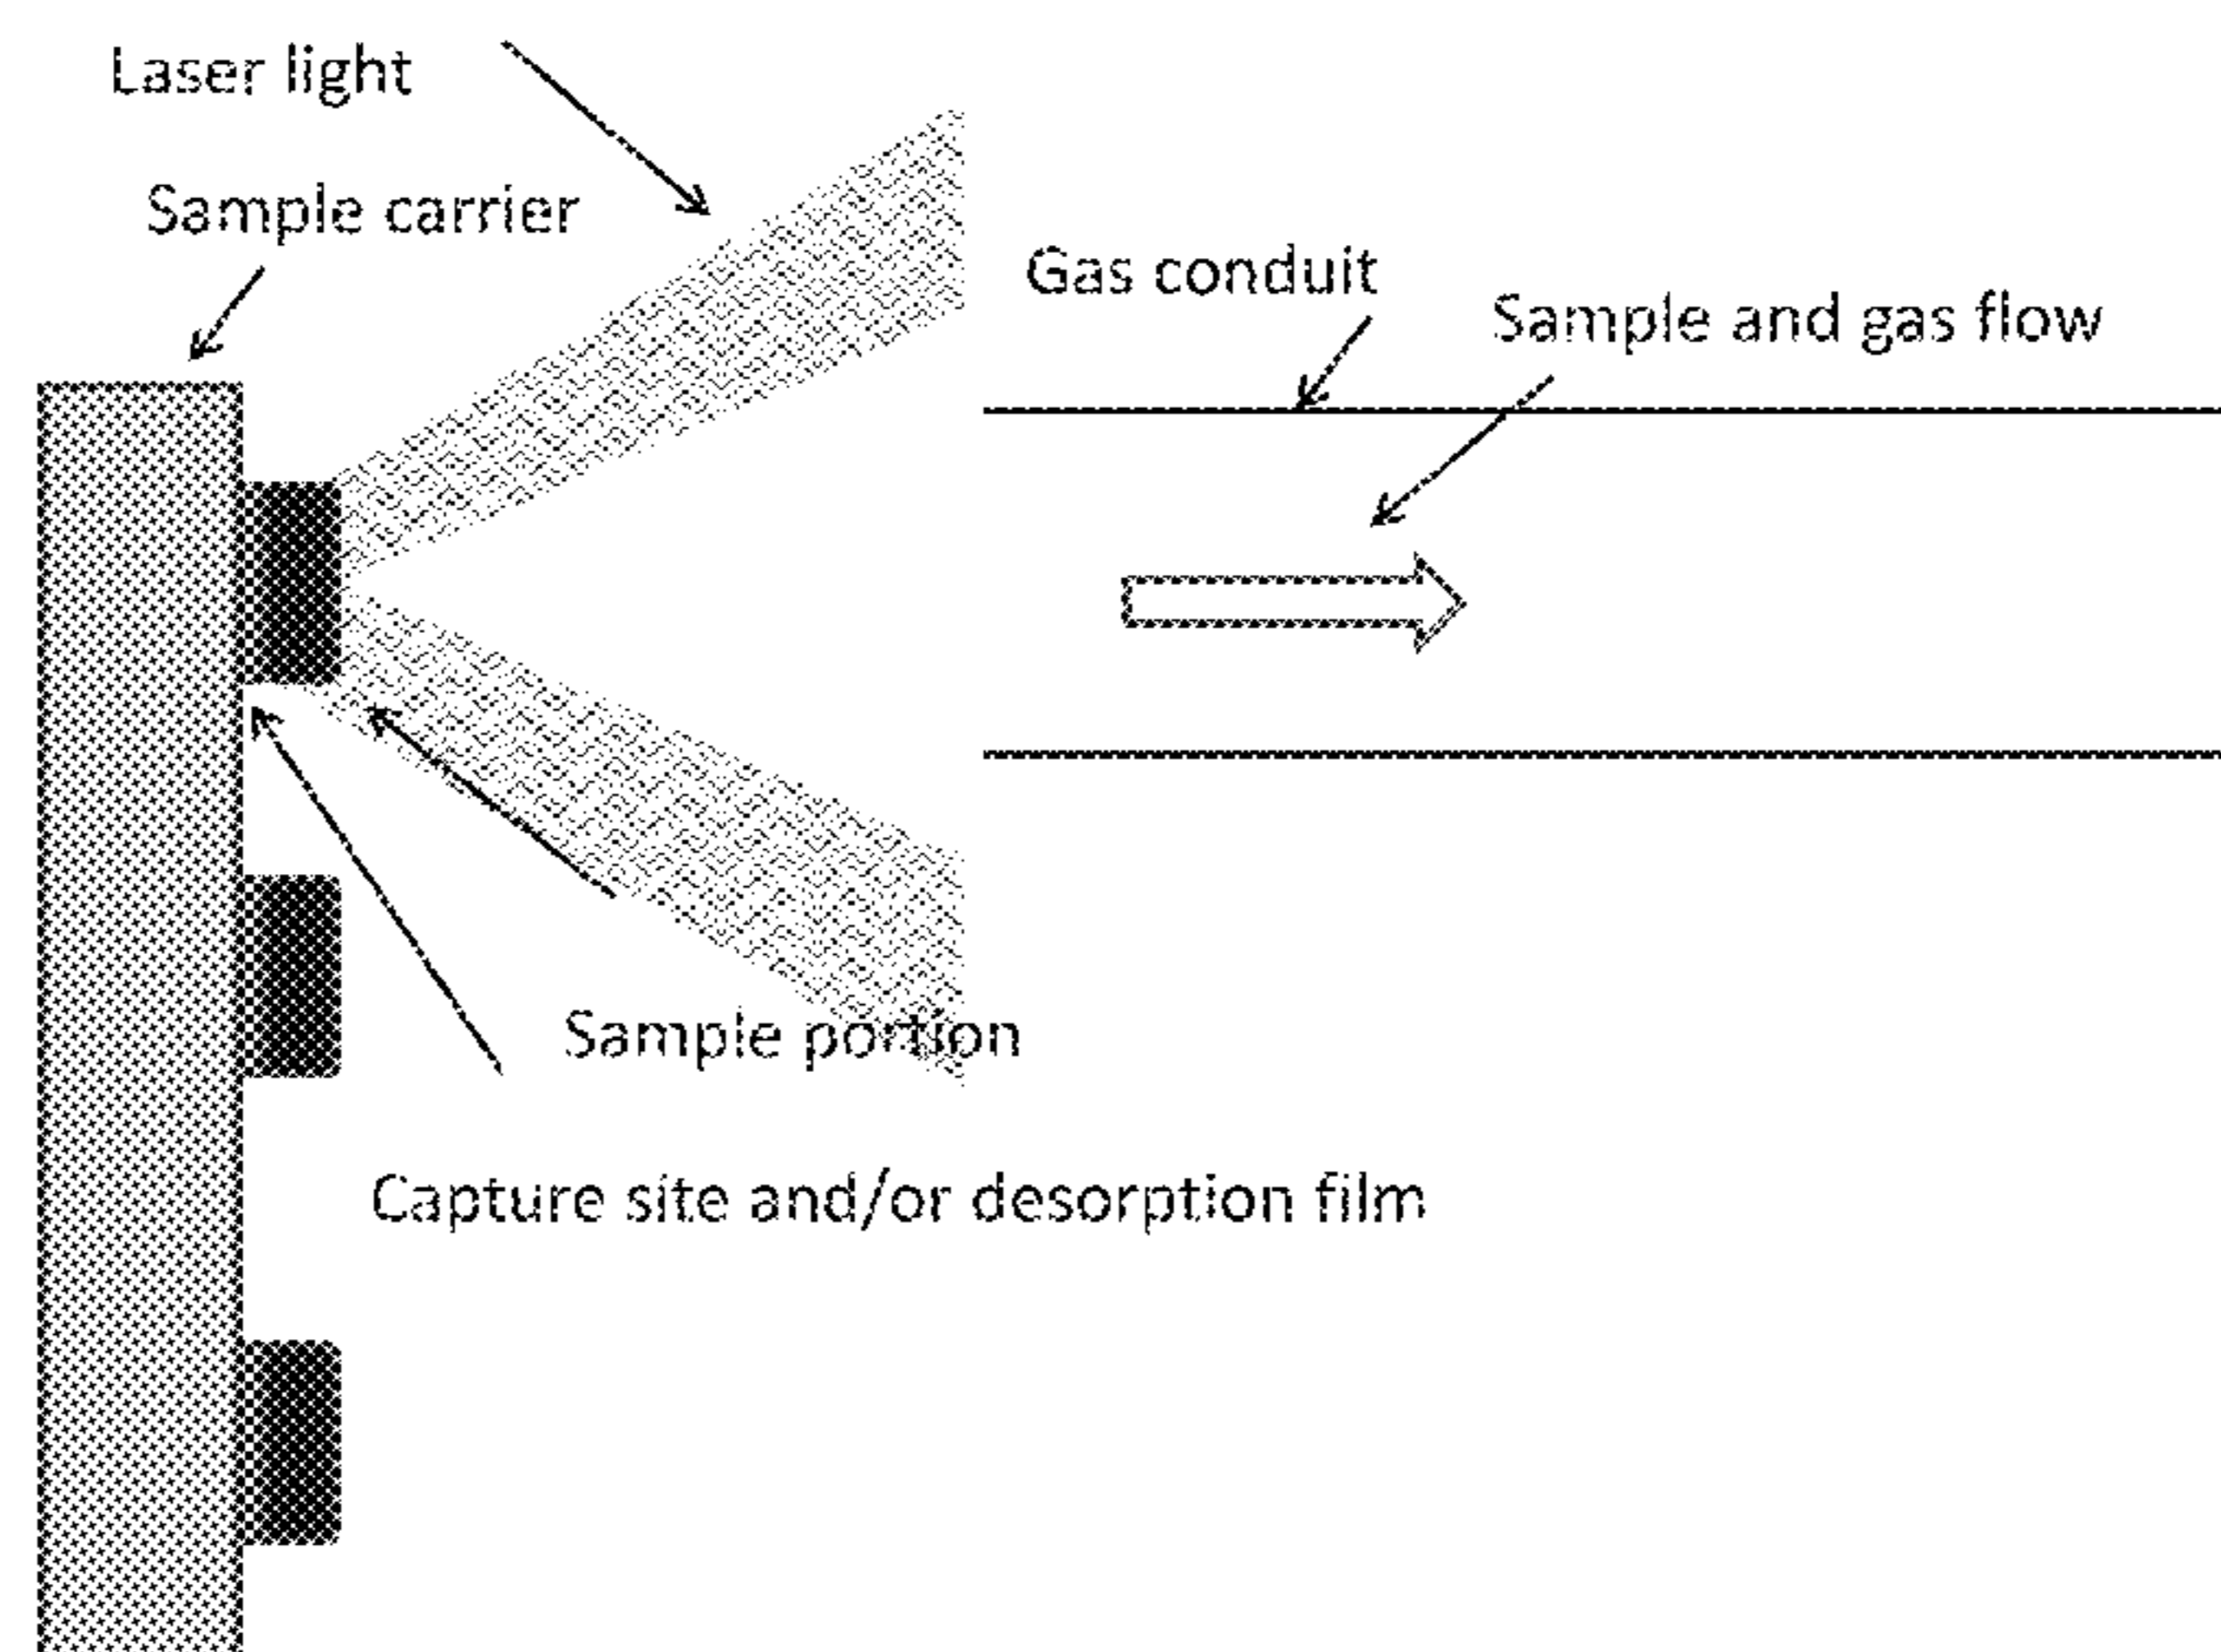 Laser light
Sample carrier
Gas conduit
Sample and gas flow
Sample portion
Capture site and/or desorption film